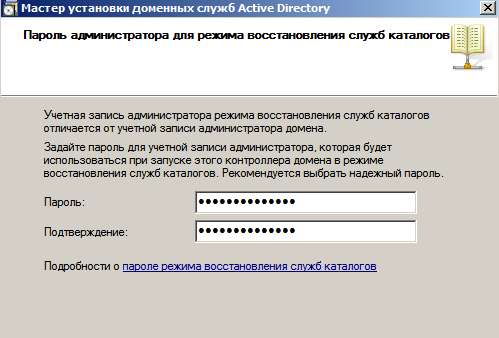 Мастер установки доменных служб Active Directory
Пароль администратора для режима восстановления служб каталогов
Учетная запись администратора режима восстановления служб каталогов
отличается от учетной записи администратора домена.
Задайте пароль для учетной записи администратора, которая будет
использоваться при запуске этого контроллера домена в режиме
восстановления служб каталогов. Рекомендуется выбрать надежный пароль.
Пароль: ••••••••••••••
Подтверждение: ••••••••••••••
Подробности о пароле режима восстановления служб каталогов